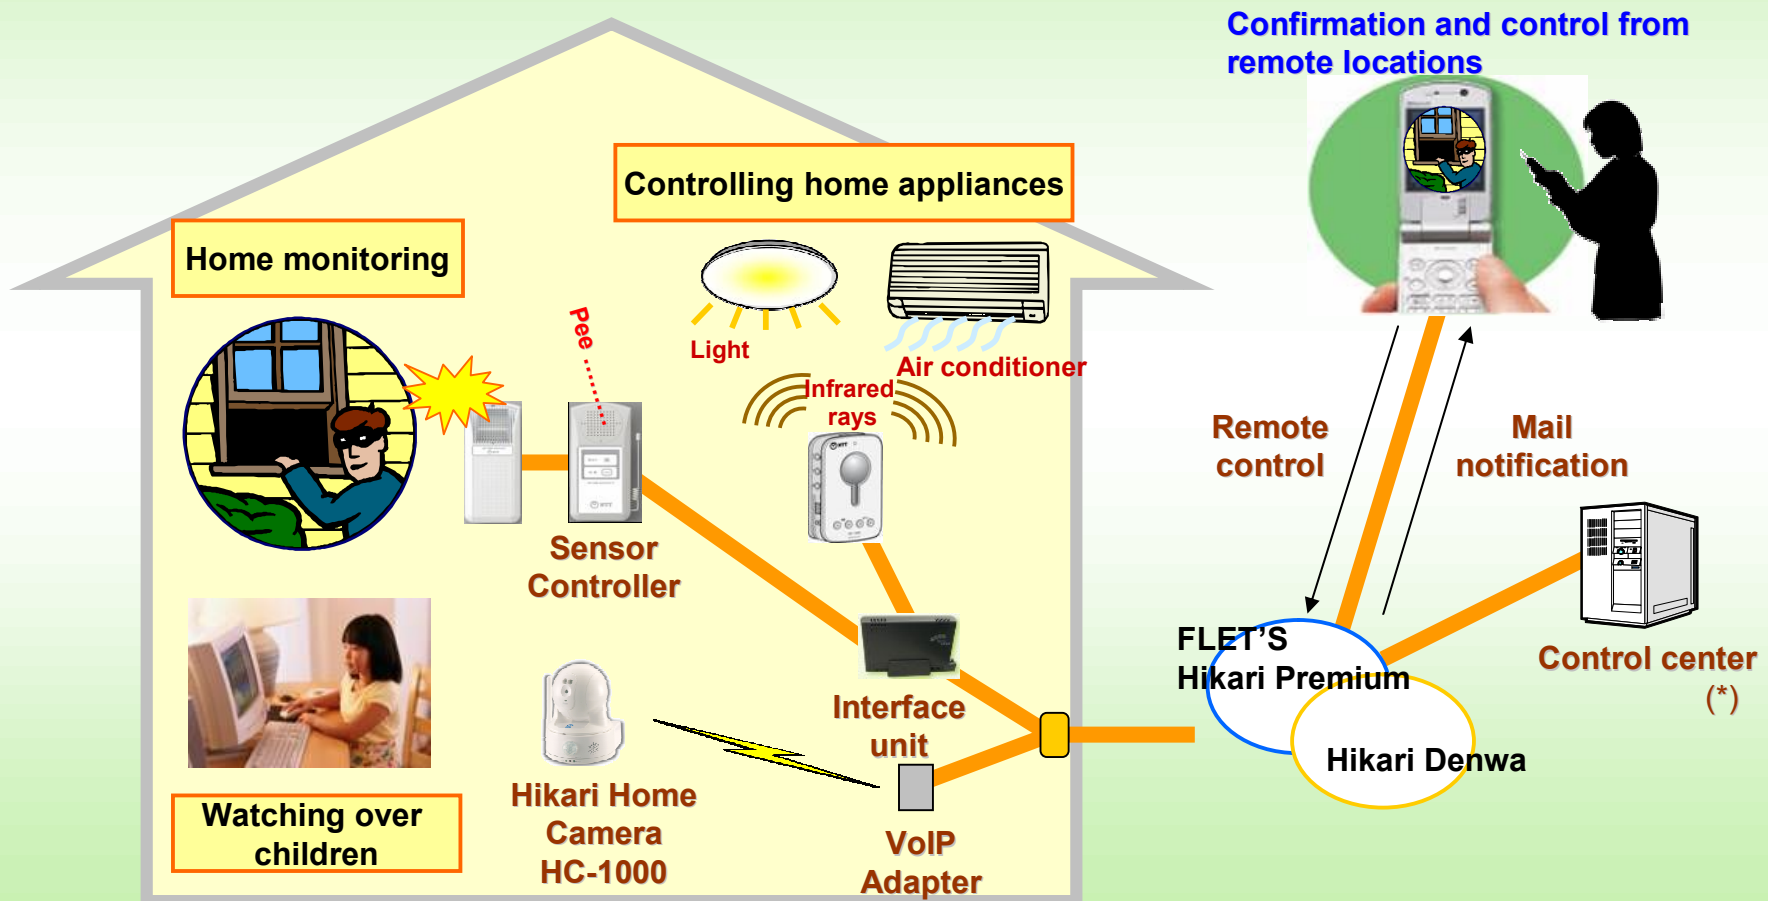 Confirmation and control from
remote locations
Controlling home appliances
Home monitoring
Pee ......
Light
Air conditioner
Infrared
rays
NTT
NTT
Sensor
Controller
Remote
control
Mail
notification
FLET'S
Hikari Premium
Hikari Denwa
Control center
(*)
Interface
unit
Hikari Home
Camera
HC-1000
VoIP
Adapter
Watching over
children